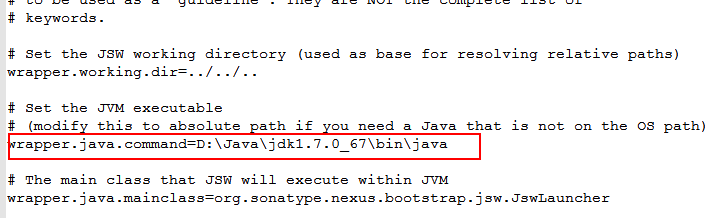 # to be used as a "guideline". They are NOT the complete list of
# keywords.
# Set the JSW working directory (used as base for resolving relative paths)
wrapper.working.dir=../../..
# Set the JVM executable
# (modify this to absolute path if you need a Java that is not on the OS path)
wrapper.java.command=D:\Java\jdk1.7.0_67\bin\java
# The main class that JSW will execute within JVM
wrapper.java.mainclass=org.sonatype.nexus.bootstrap.jsw.JswLauncher